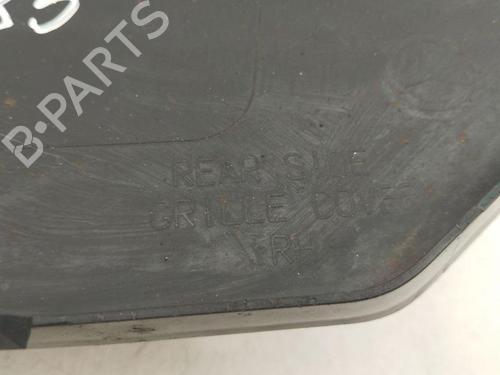 B-PARTS
REAR SIDE
GRILLE COVER
RH